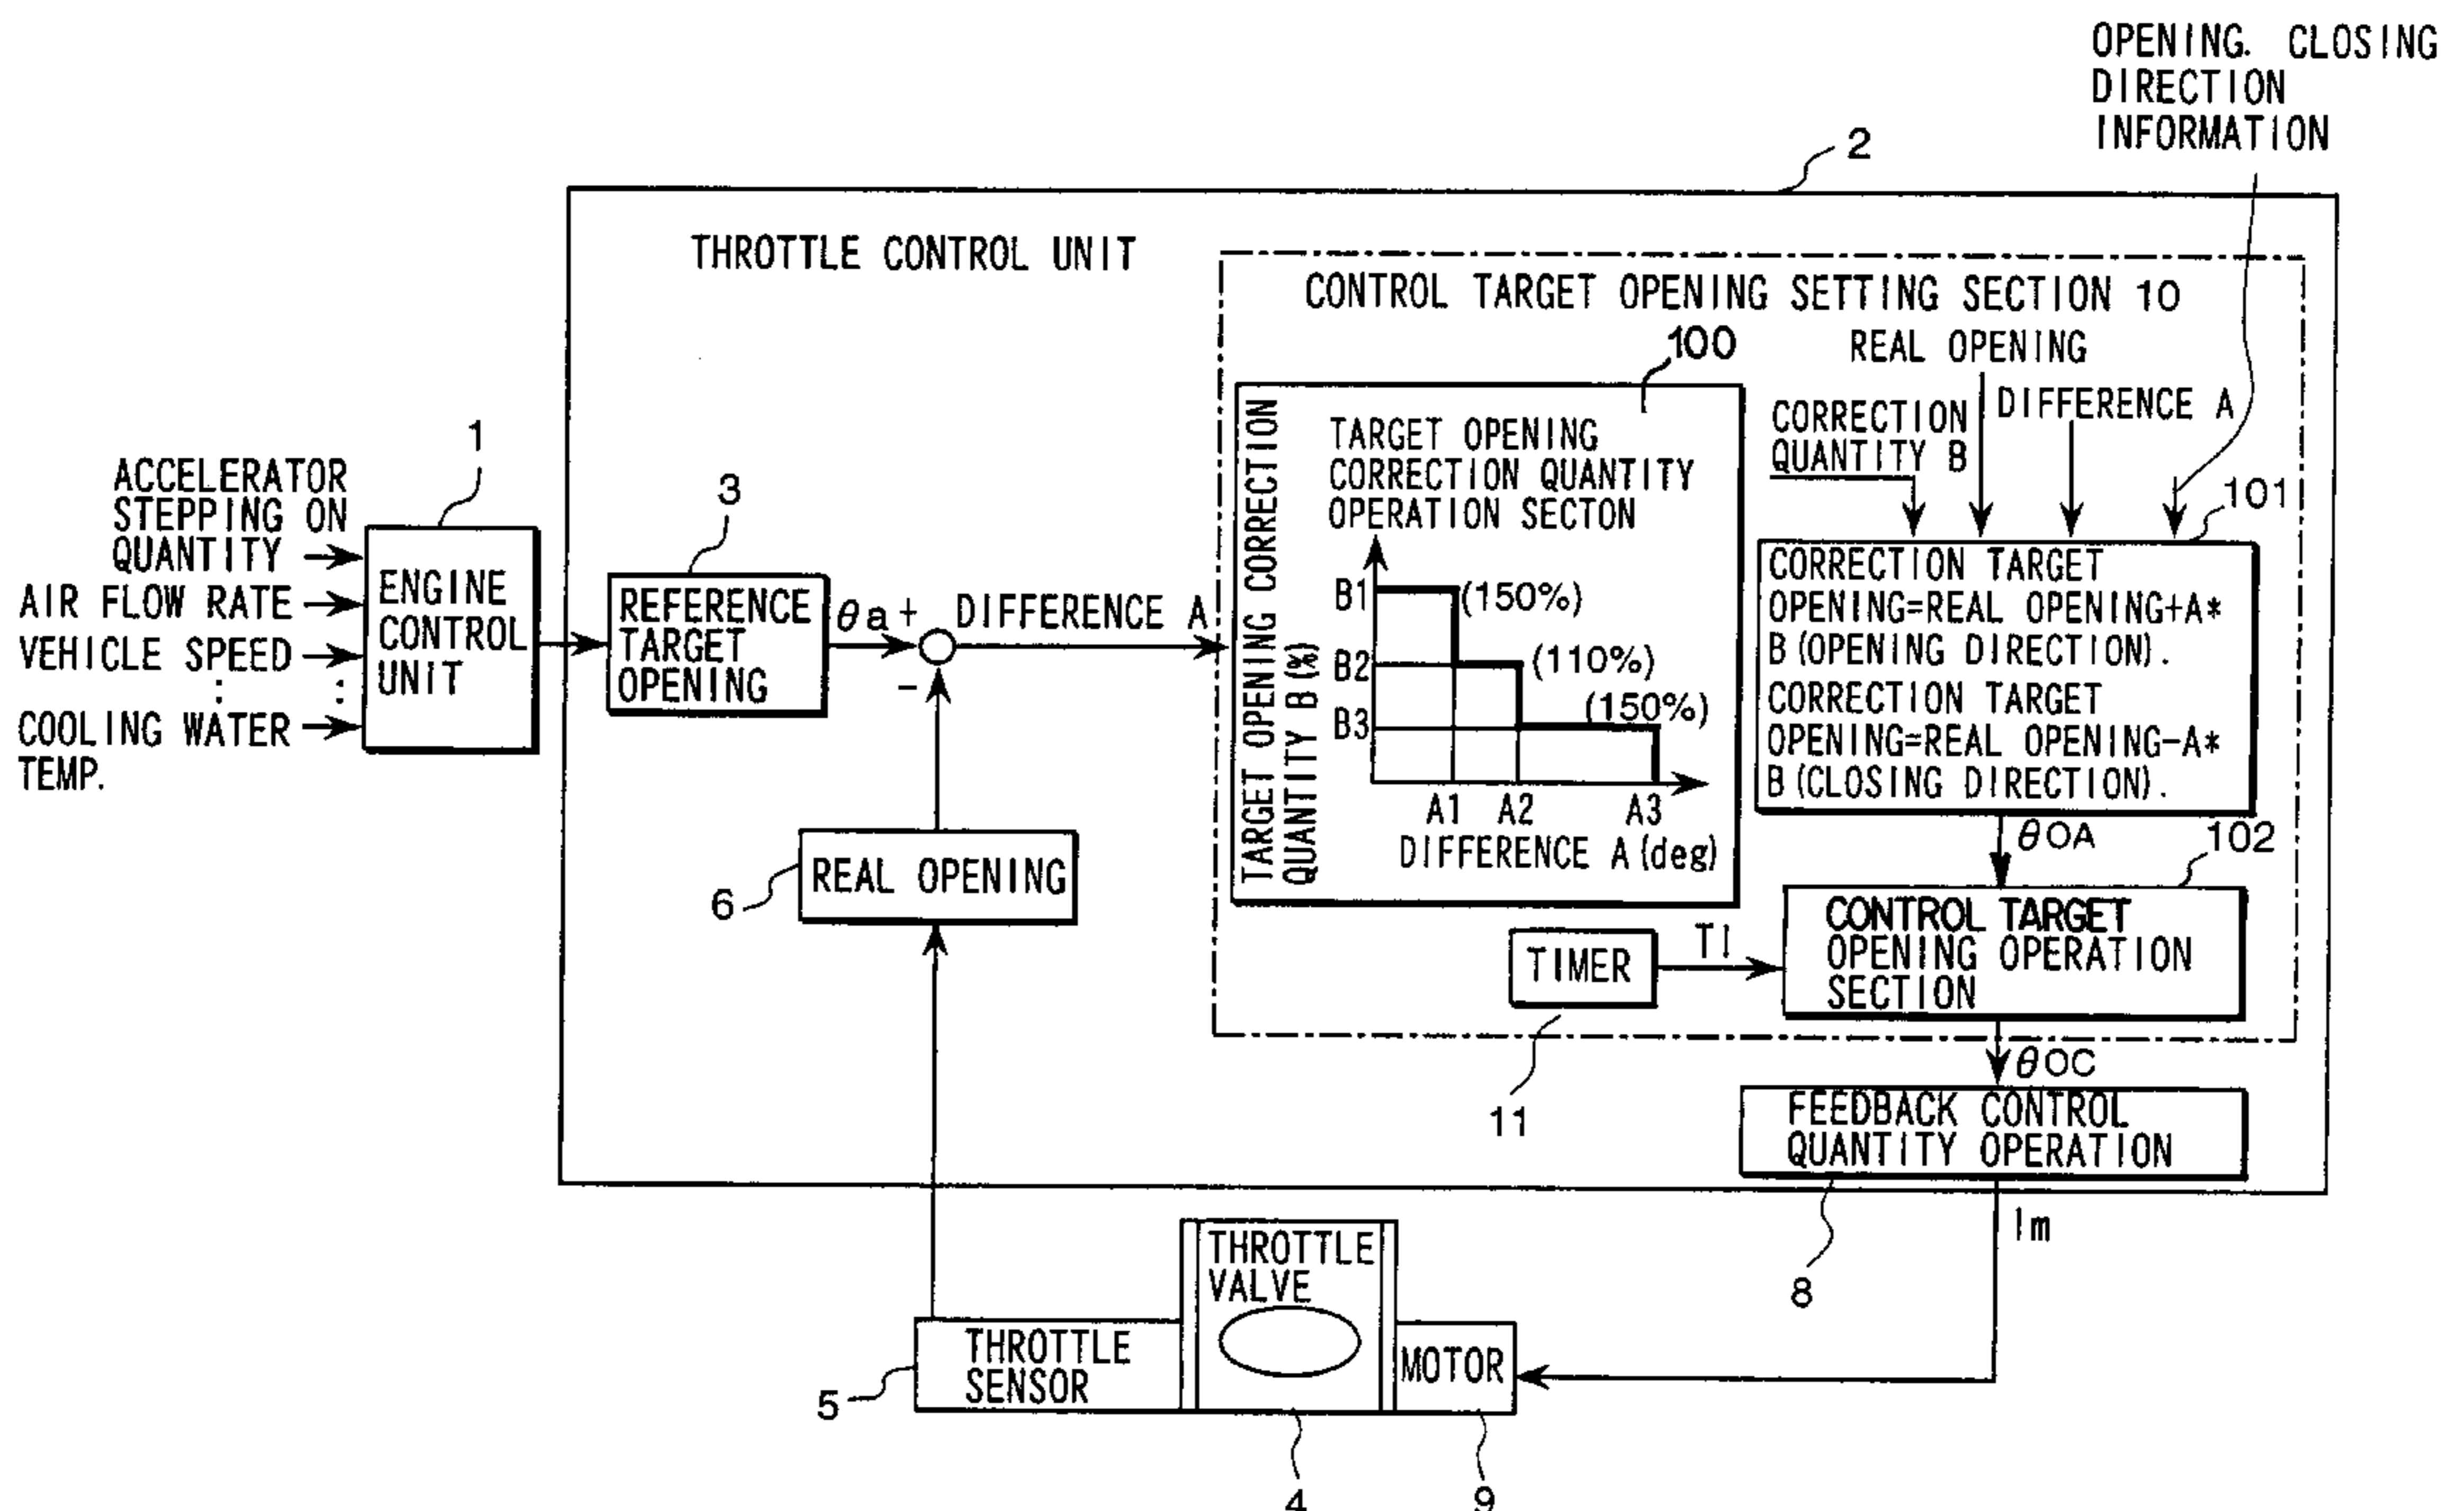 OPENING. CLOSING
DIRECTION
INFORMATION
2
THROTTLE CONTROL UNIT
CONTROL TARGET OPENING SETTING SECTION 10
100
REAL OPENING
DIFFERENCE A
CORRECTION
QUANTITY B
101
TARGET OPENING CORRECTION
QUANTITY B (%)
TARGET OPENING
CORRECTION QUANTITY
OPERATION SECTON
B1
(150%)
B2
(110%)
B3
(150%)
A1 A2 A3
DIFFERENCE A (deg)
1
ACCELERATOR
STEPPING ON
QUANTITY
AIR FLOW RATE
VEHICLE SPEED
: :
COOLING WATER
TEMP.
ENGINE
CONTROL
UNIT
3
REFERENCE
TARGET
OPENING
θa +
-
DIFFERENCE A
CORRECTION TARGET
OPENING=REAL OPENING+A*
B (OPENING DIRECTION).
CORRECTION TARGET
OPENING=REAL OPENING-A*
B (CLOSING DIRECTION).
θOA
102
6
REAL OPENING
TIMER
TI
11
CONTROL TARGET
OPENING OPERATION
SECTION
θOC
FEEDBACK CONTROL
QUANTITY OPERATION
8
Im
THROTTLE
VALVE
THROTTLE
SENSOR
MOTOR
5
4
9